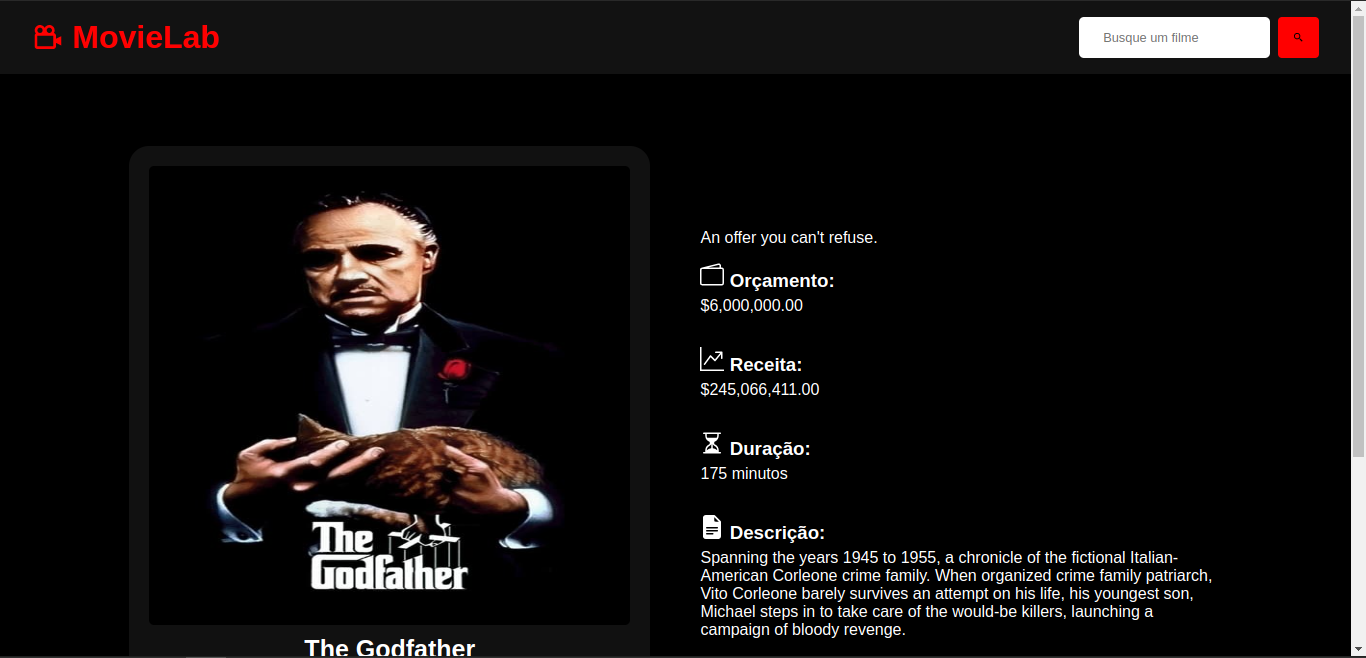 MovieLab
Busque um filme
The
Godfather
The Godfather
An offer you can't refuse.
Orçamento:
$6,000,000.00
Receita:
$245,066,411.00
Duração:
175 minutos
Descrição:
Spanning the years 1945 to 1955, a chronicle of the fictional Italian-
American Corleone crime family. When organized crime family patriarch,
Vito Corleone barely survives an attempt on his life, his youngest son,
Michael steps in to take care of the would-be killers, launching a
campaign of bloody revenge.